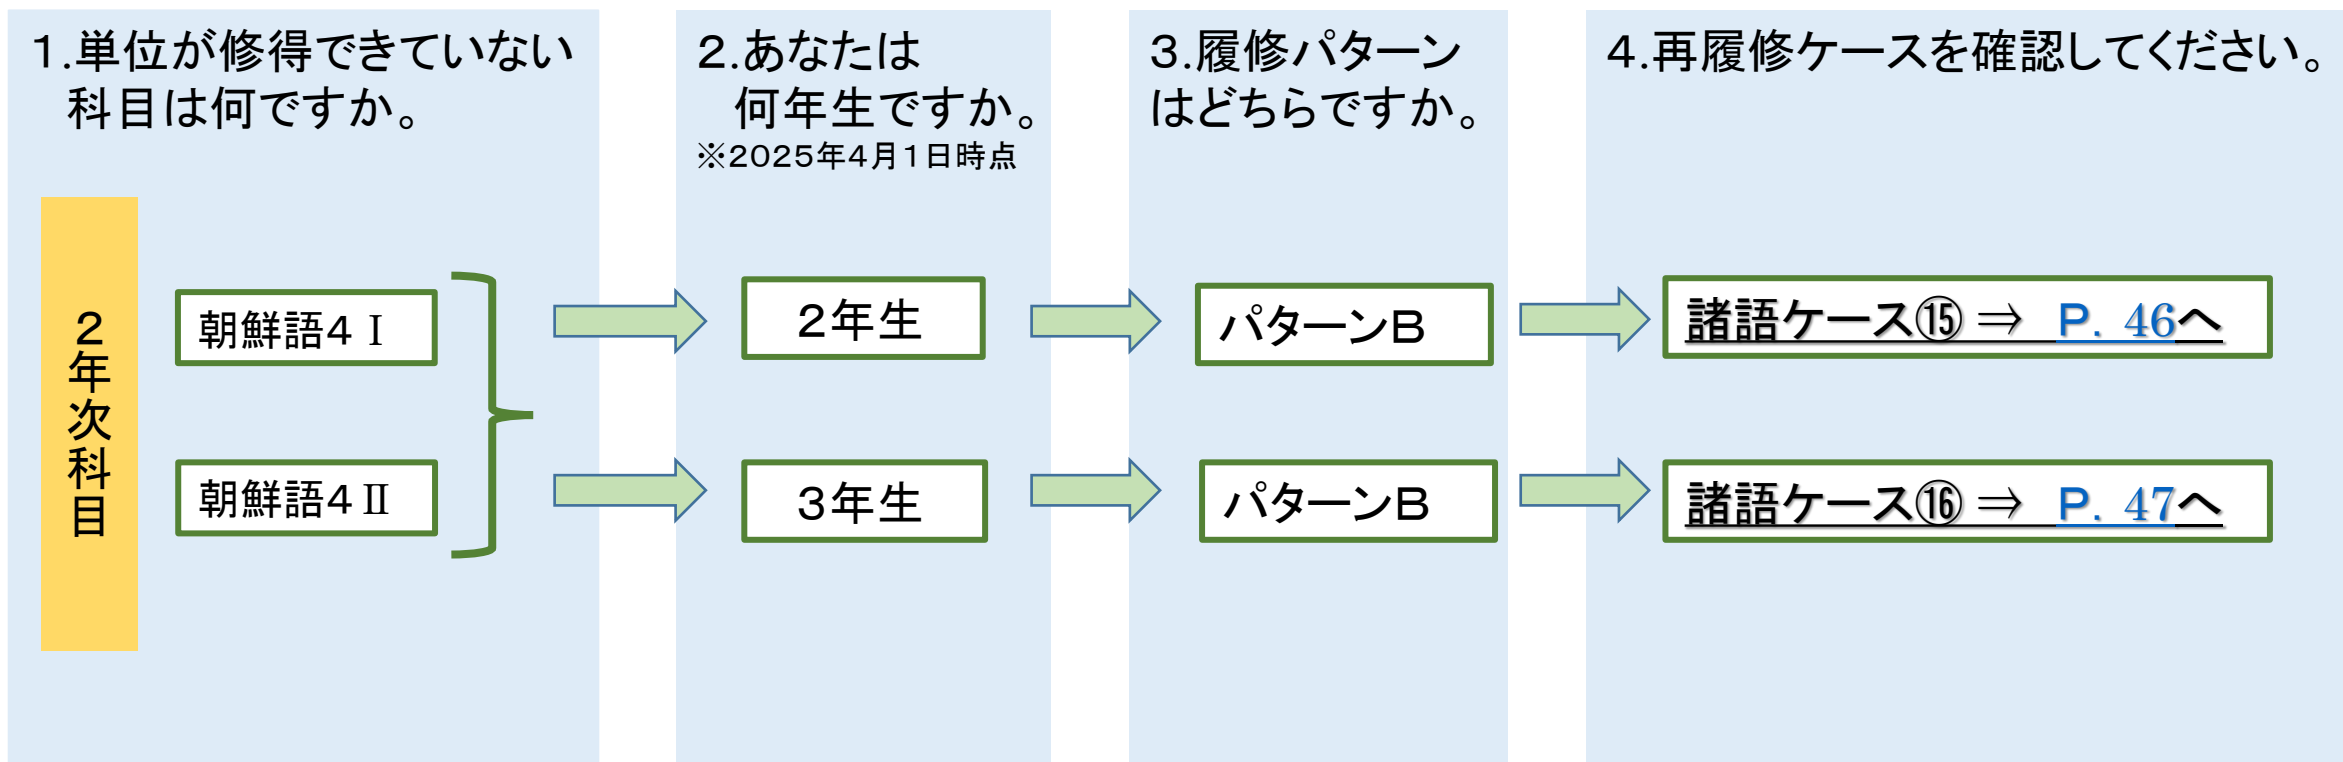 1.単位が修得できていない
科目は何ですか。
2.あなたは
何年生ですか。
※2025年4月1日時点
3.履修パターン
はどちらですか。
4.再履修ケースを確認してください。
2年次科目
朝鮮語4 Ⅰ
2年生
パターンB
諸語ケース⑮ ⇒ P. 46へ
朝鮮語4 Ⅱ
3年生
パターンB
諸語ケース⑯ ⇒ P. 47へ